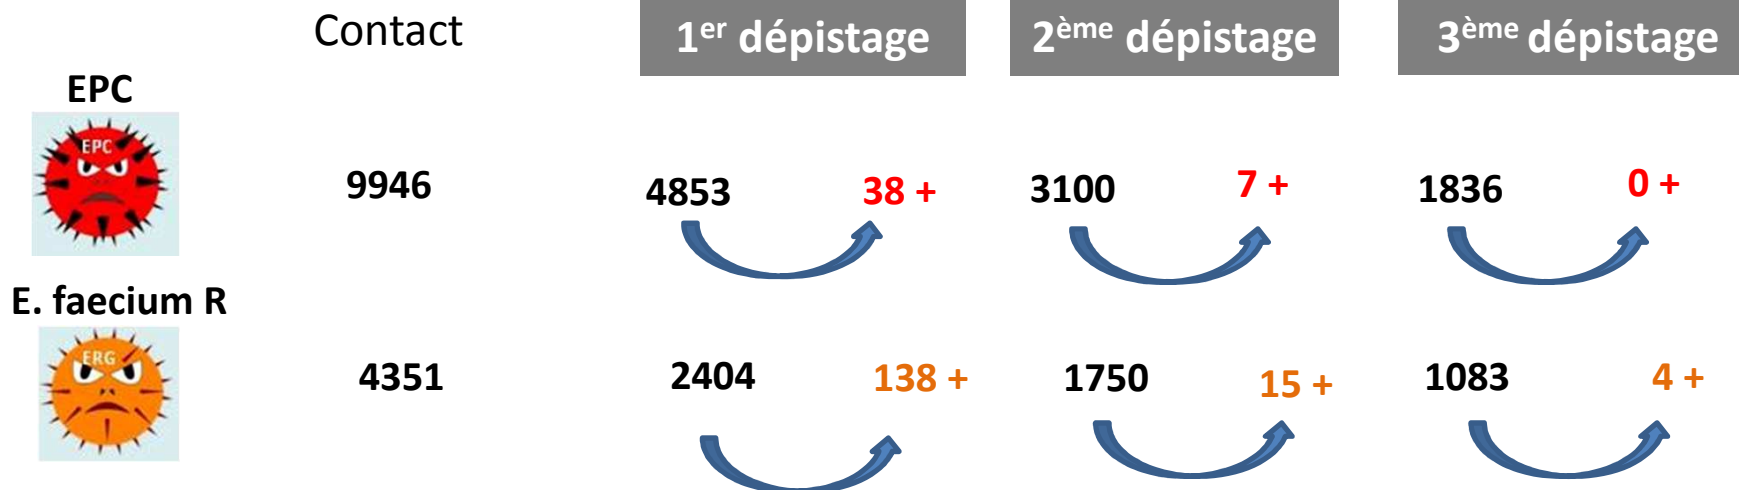 Contact 1er dépistage 2ème dépistage 3ème dépistage
EPC
EPC
9946 4853 38 + 3100 7 + 1836 0 +
E. faecium R
ERG
4351 2404 138 + 1750 15 + 1083 4 +